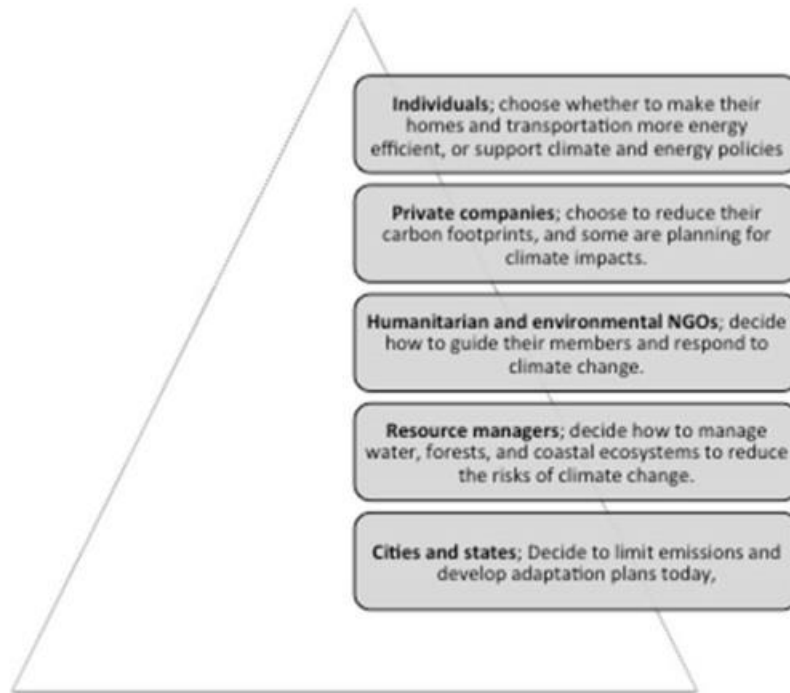 Individuals; choose whether to make their
homes and transportation more energy
efficient, or support climate and energy policies
Private companies; choose to reduce their
carbon footprints, and some are planning for
climate impacts.
Humanitarian and environmental NGOs; decide
how to guide their members and respond to
climate change.
Resource managers; decide how to manage
water, forests, and coastal ecosystems to reduce
the risks of climate change.
Cities and states; Decide to limit emissions and
develop adaptation plans today,